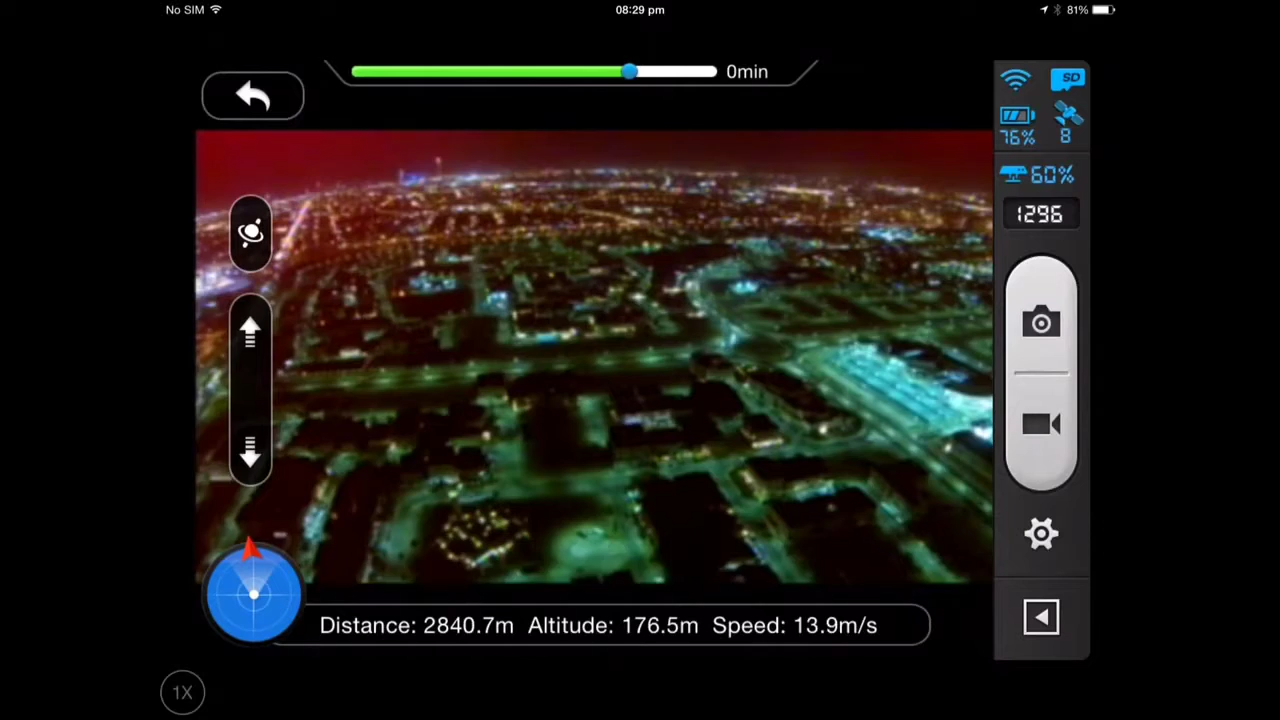 No SIM 08:29 pm 81%
0min
SD
76% 8
60%
1296
Distance: 2840.7m Altitude: 176.5m Speed: 13.9m/s
1X